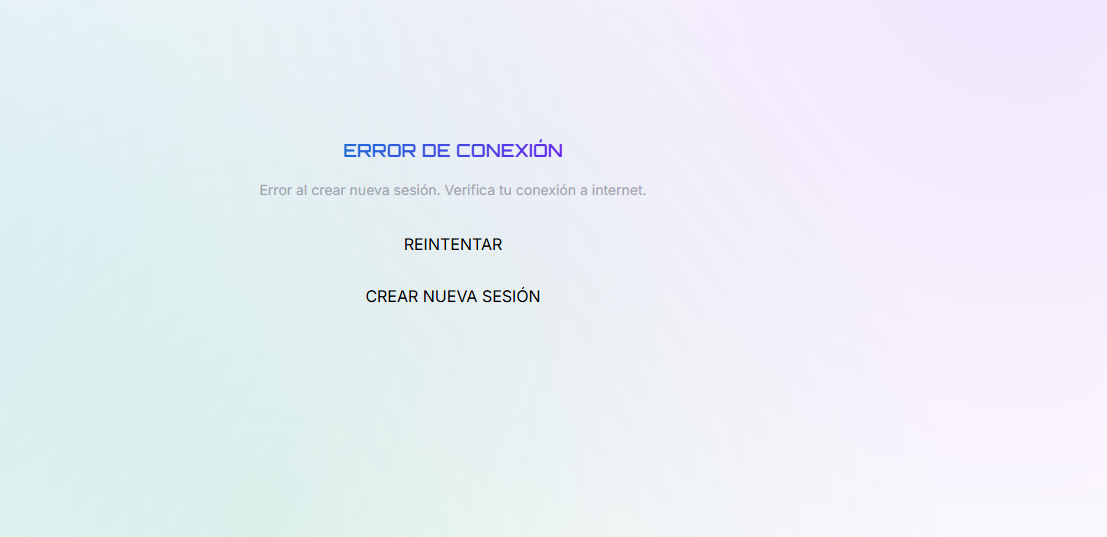 ERROR DE CONEXIÓN
Error al crear nueva sesión. Verifica tu conexión a internet.
REINTENTAR
CREAR NUEVA SESIÓN